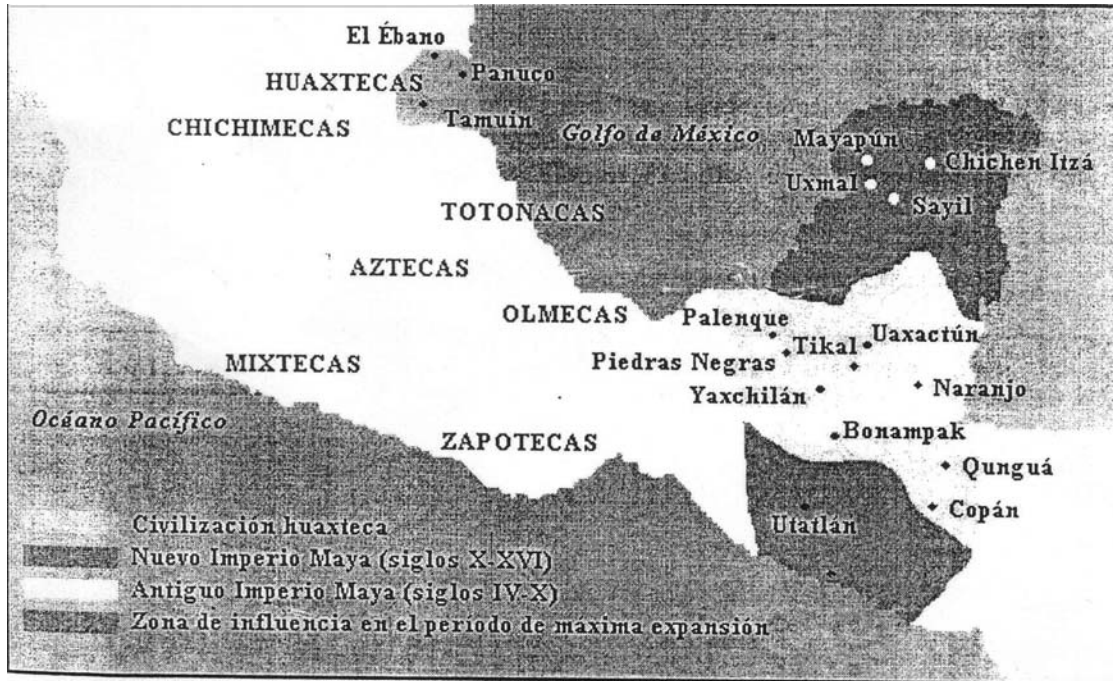 El Ébano
HUAXTECAS
Panuco
Tamuin
CHICHIMECAS
Golfo de México
Mayapún
Chichen Itzá
Uxmal
Sayil
TOTONACAS
AZTECAS
OLMECAS
Palenque
Uaxactún
Tikal
Piedras Negras
MIXTECAS
Yaxchilán
Naranjo
Océano Pacífico
ZAPOTECAS
Bonampak
Qunguá
Copán
Utatlán
Civilización huaxteca
Nuevo Imperio Maya (siglos X-XVI)
Antiguo Imperio Maya (siglos IV-X)
Zona de influencia en el período de máxima expansión